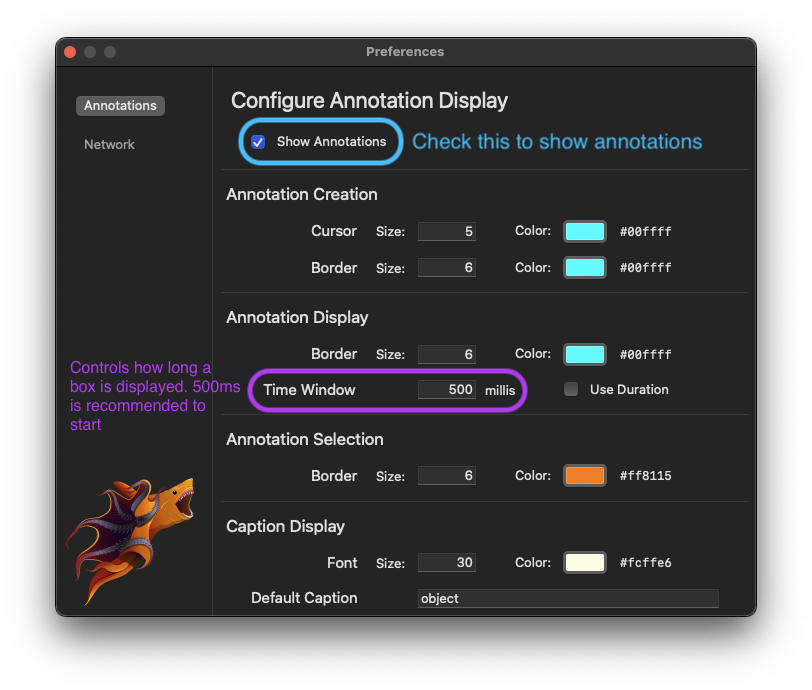 Preferences
Annotations
Network
Configure Annotation Display
Show Annotations
Check this to show annotations
Annotation Creation
Cursor Size: 5 Color: #00ffff
Border Size: 6 Color: #00ffff
Annotation Display
Border Size: 6 Color: #00ffff
Time Window 500 millis Use Duration
Controls how long a
box is displayed. 500ms
is recommended to
start
Annotation Selection
Border Size: 6 Color: #ff8115
Caption Display
Font Size: 30 Color: #fcffe6
Default Caption object